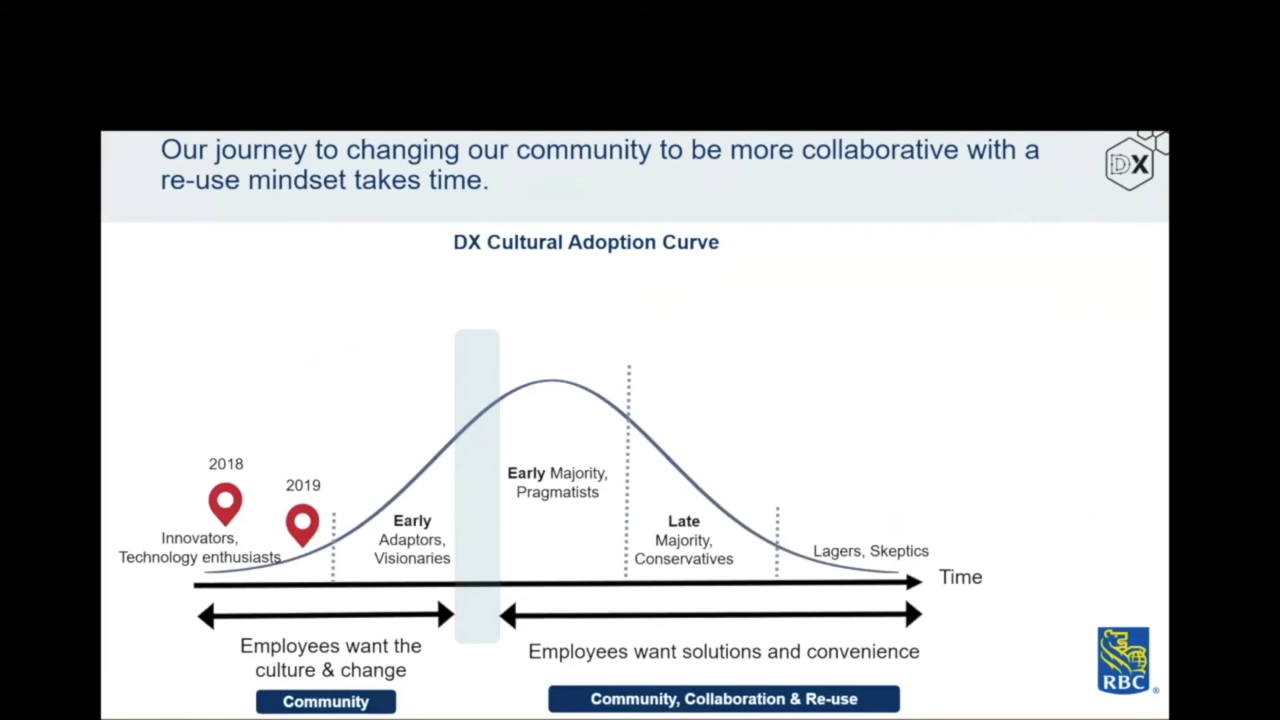 Our journey to changing our community to be more collaborative with a
re-use mindset takes time.
DX
DX Cultural Adoption Curve
2018
2019
Innovators,
Technology enthusiasts
Early
Adaptors,
Visionaries
Early Majority,
Pragmatists
Late
Majority,
Conservatives
Lagers, Skeptics
Time
Employees want the
culture & change
Community
Employees want solutions and convenience
Community, Collaboration & Re-use
RBC
®